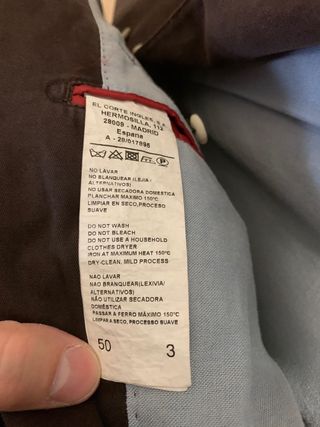 EL CORTE INGLES, S.A.
HERMOSILLA, 112
28009 - MADRID
España
A - 28/017895
NO LAVAR
NO BLANQUEAR (LEJIA /
ALTERNATIVOS)
NO USAR SECADORA DOMESTICA
PLANCHAR MAXIMO 150°C
LIMPIAR EN SECO, PROCESO
SUAVE
DO NOT WASH
DO NOT BLEACH
DO NOT USE A HOUSEHOLD
CLOTHES DRYER
IRON AT MAXIMUM HEAT 150°C
DRY-CLEAN, MILD PROCESS
NAO LAVAR
NAO BRANQUEAR(LEXIVIA/
ALTERNATIVOS)
NÃO UTILIZAR SECADORA
DOMÉSTICA
PASSAR A FERRO MÁXIMO 150°C
LIMPAR A SECO, PROCESSO SUAVE
50 3